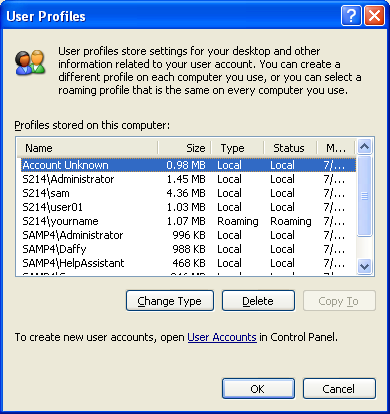 User Profiles
User profiles store settings for your desktop and other
information related to your user account. You can create a
different profile on each computer you use, or you can select a
roaming profile that is the same on every computer you use.
Profiles stored on this computer:
Name Size Type Status M...
Account Unknown 0.98 MB Local Local 7/...
S214\Administrator 1.45 MB Local Local 7/...
S214\sam 4.36 MB Local Local 7/...
S214\user01 1.03 MB Local Local 7/...
S214\yourname 1.07 MB Roaming Roaming 7/...
SAMP4\Administrator 996 KB Local Local 7/...
SAMP4\Daffy 988 KB Local Local 7/...
SAMP4\HelpAssistant 468 KB Local Local 7/...
Change Type Delete Copy To
To create new user accounts, open User Accounts in Control Panel.
OK Cancel